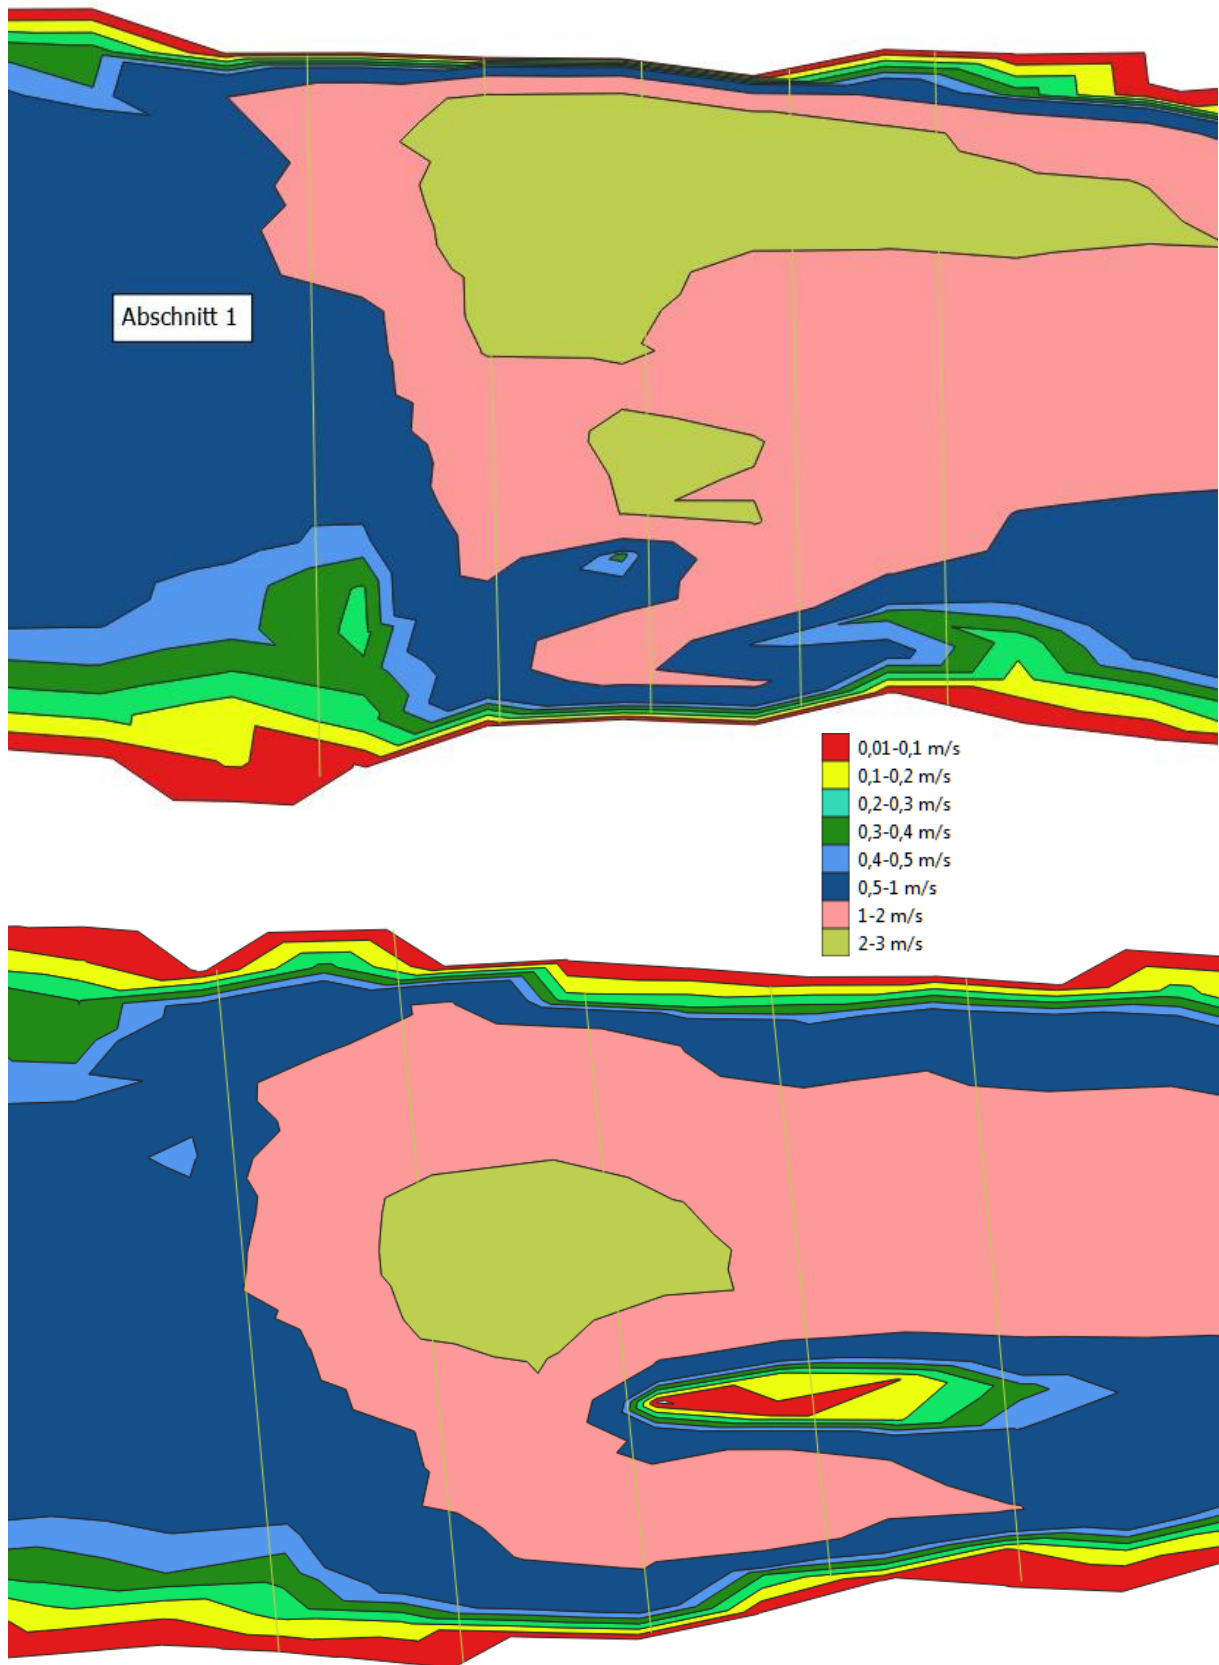 Abschnitt 1
0,01-0,1 m/s
0,1-0,2 m/s
0,2-0,3 m/s
0,3-0,4 m/s
0,4-0,5 m/s
0,5-1 m/s
1-2 m/s
2-3 m/s